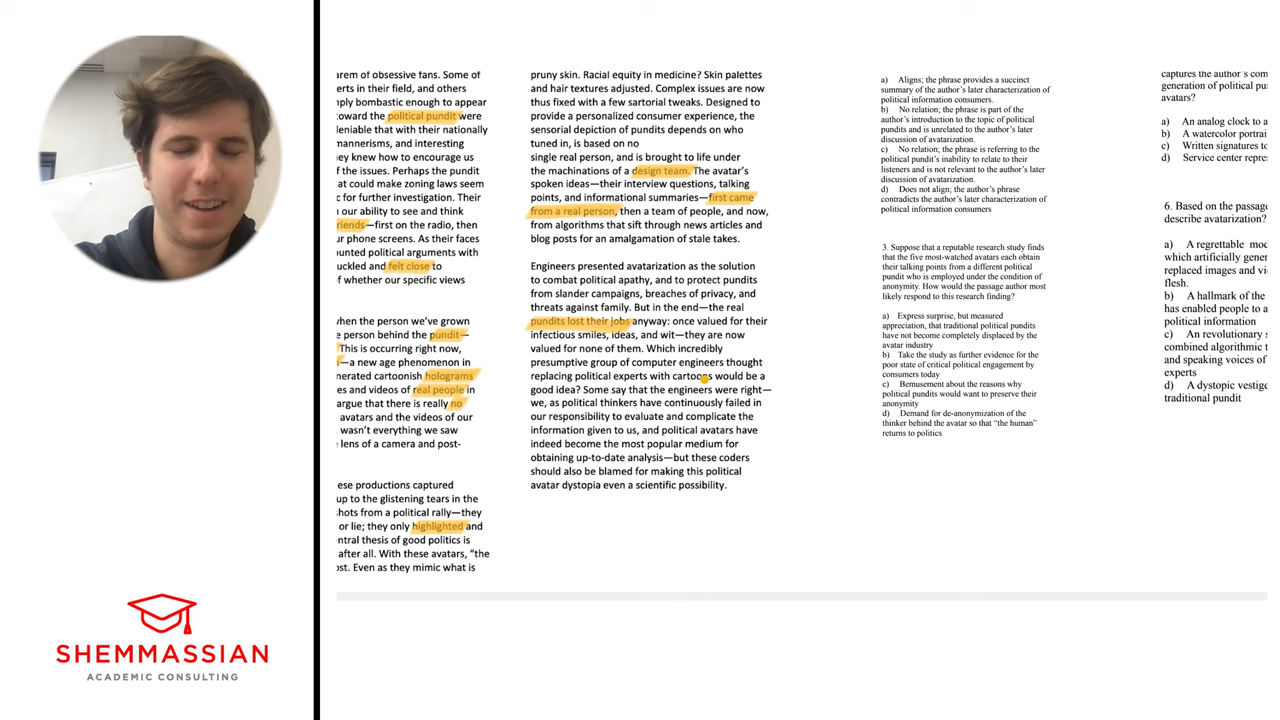 SHEMMASSIAN
ACADEMIC CONSULTING
arem of obsessive fans. Some of
erts in their field, and others
ply bombastic enough to appear
toward the political pundit were
leniable that with their nationally
mannerisms, and interesting
ey knew how to encourage us
f the issues. Perhaps the pundit
at could make zoning laws seem
c for further investigation. Their
n our ability to see and think
riends—first on the radio, then
ur phone screens. As their faces
ounted political arguments with
uckled and felt close to
f whether our specific views
when the person we've grown
e person behind the pundit—
This is occurring right now,
—a new age phenomenon in
nerated cartoonish holograms
es and videos of real people in
argue that there is really no
avatars and the videos of our
wasn't everything we saw
e lens of a camera and post-
ese productions captured
up to the glistening tears in the
shots from a political rally—they
or lie; they only highlighted and
entral thesis of good politics is
after all. With these avatars, “the
ost. Even as they mimic what is
pruny skin. Racial equity in medicine? Skin palettes
and hair textures adjusted. Complex issues are now
thus fixed with a few sartorial tweaks. Designed to
provide a personalized consumer experience, the
sensorial depiction of pundits depends on who
tuned in, is based on no
single real person, and is brought to life under
the machinations of a design team. The avatar's
spoken ideas—their interview questions, talking
points, and informational summaries—first came
from a real person, then a team of people, and now,
from algorithms that sift through news articles and
blog posts for an amalgamation of stale takes.
Engineers presented avatarization as the solution
to combat political apathy, and to protect pundits
from slander campaigns, breaches of privacy, and
threats against family. But in the end—the real
pundits lost their jobs anyway: once valued for their
infectious smiles, ideas, and wit—they are now
valued for none of them. Which incredibly
presumptive group of computer engineers thought
replacing political experts with cartoons would be a
good idea? Some say that the engineers were right—
we, as political thinkers have continuously failed in
our responsibility to evaluate and complicate the
information given to us, and political avatars have
indeed become the most popular medium for
obtaining up-to-date analysis—but these coders
should also be blamed for making this political
avatar dystopia even a scientific possibility.
a) Aligns; the phrase provides a succinct
summary of the author's later characterization of
political information consumers.
b) No relation; the phrase is part of the
author's introduction to the topic of political
pundits and is unrelated to the author's later
discussion of avatarization.
c) No relation; the phrase is referring to the
political pundit's inability to relate to their
listeners and is not relevant to the author's later
discussion of avatarization.
d) Does not align; the author's phrase
contradicts the author's later characterization of
political information consumers
3. Suppose that a reputable research study finds
that the five most-watched avatars each obtain
their talking points from a different political
pundit who is employed under the condition of
anonymity. How would the passage author most
likely respond to this research finding?
a) Express surprise, but measured
appreciation, that traditional political pundits
have not become completely displaced by the
avatar industry
b) Take the study as further evidence for the
poor state of critical political engagement by
consumers today
c) Bemusement about the reasons why
political pundits would want to preserve their
anonymity
d) Demand for de-anonymization of the
thinker behind the avatar so that “the human”
returns to politics
captures the author's com
generation of political pu
avatars?
a) An analog clock to a
b) A watercolor portrai
c) Written signatures to
d) Service center repres
6. Based on the passage
describe avatarization?
a) A regrettable mod
which artificially gener
replaced images and vi
flesh.
b) A hallmark of the
has enabled people to a
political information
c) An revolutionary s
combined algorithmic t
and speaking voices of
experts
d) A dystopic vestige
traditional pundit